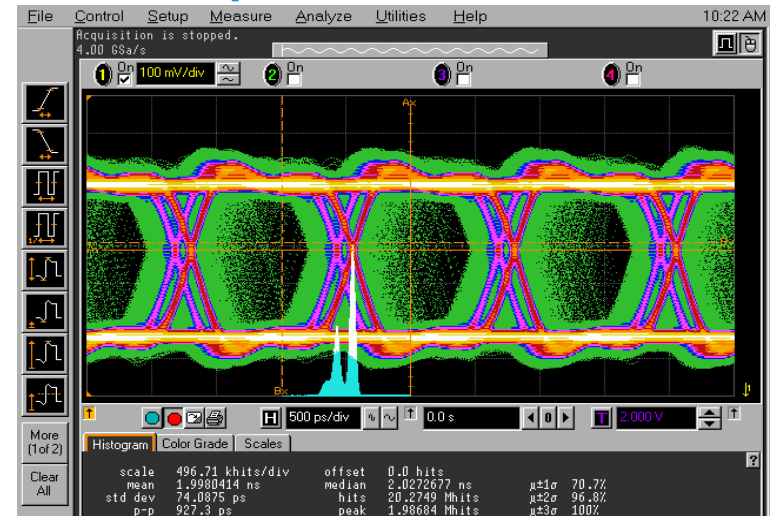 File Control Setup Measure Analyze Utilities Help 10:22 AM
Acquisition is stopped.
4.00 GSa/s
1 On 100 mV/div 2 On 3 On 4 On
Ax
Bx
H 500 ps/div 0.0 s 0 T 2.000 V
More
(1 of 2)
Clear
All
Histogram Color Grade Scales
?
scale 496.71 khits/div offset 0.0 hits
mean 1.9980414 ns median 2.0272677 ns μ±1σ 70.7%
std dev 74.0875 ps hits 20.2749 Mhits μ±2σ 96.8%
p-p 927.3 ps peak 1.98684 Mhits μ±3σ 100%